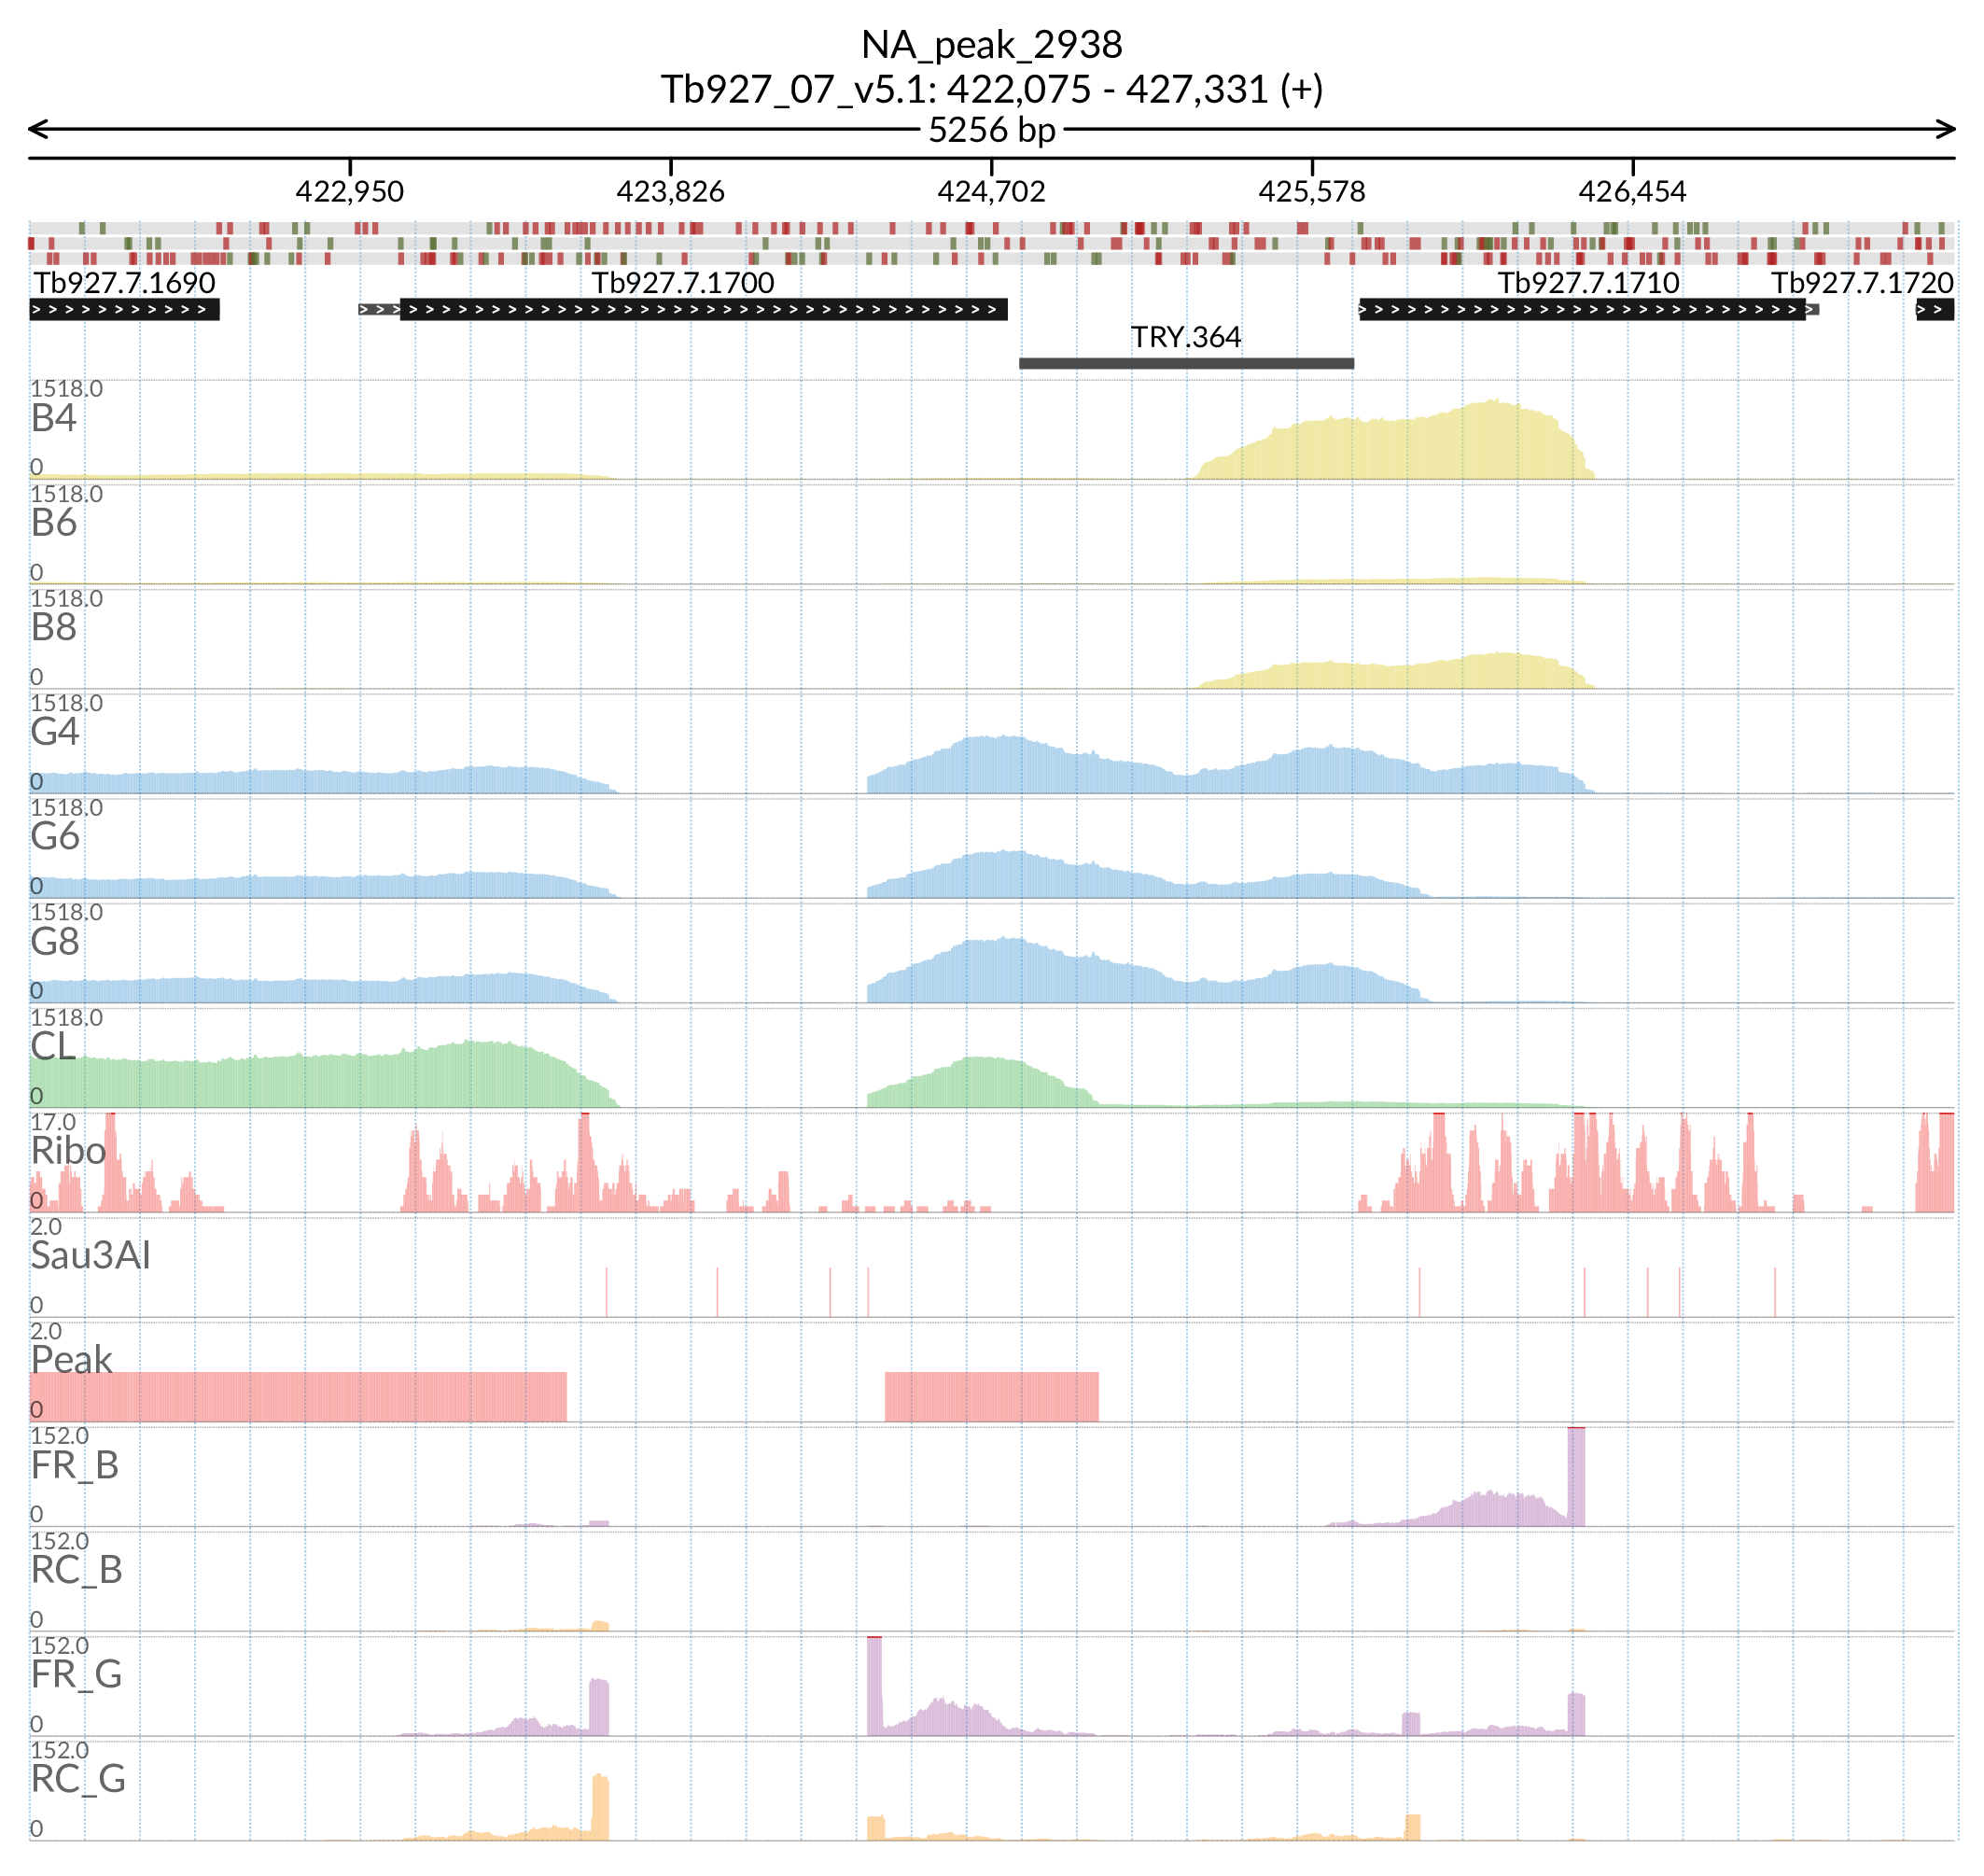 NA_peak_2938
Tb927_07_v5.1: 422,075 - 427,331 (+)
5256 bp
422,950 423,826 424,702 425,578 426,454
Tb927.7.1690 Tb927.7.1700 Tb927.7.1710 Tb927.7.1720
TRY.364
1518.0
B4
0
1518.0
B6
0
1518.0
B8
0
1518.0
G4
0
1518.0
G6
0
1518.0
G8
0
1518.0
CL
0
17.0
Ribo
0
2.0
Sau3AI
0
2.0
Peak
0
152.0
FR_B
0
152.0
RC_B
0
152.0
FR_G
0
152.0
RC_G
0